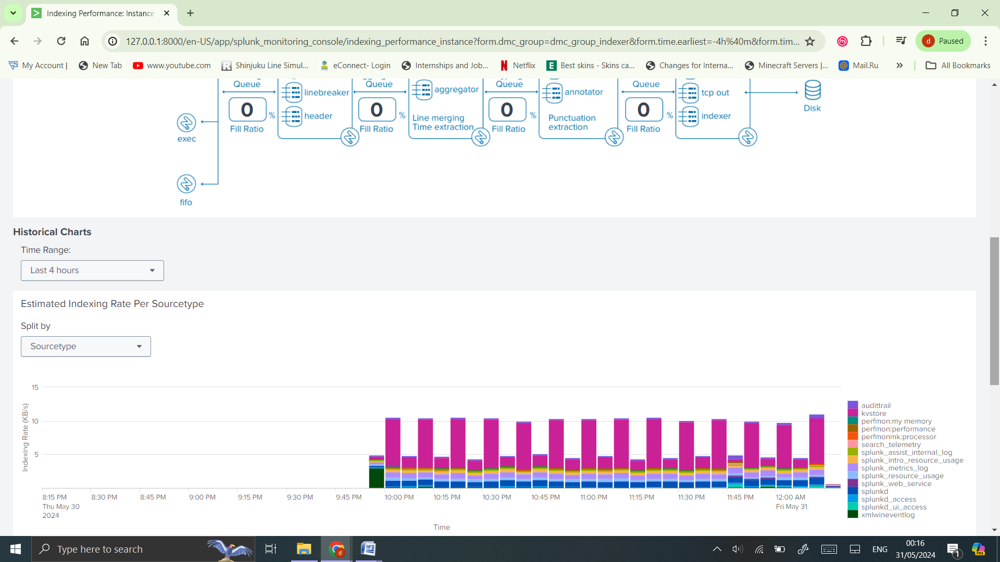 Indexing Performance: Instance
127.0.0.1:8000/en-US/app/splunk_monitoring_console/indexing_performance_instance?form.dmc_group=dmc_group_indexer&form.time.earliest=-4h%40m&form.tim...
d Paused
My Account |
New Tab
www.youtube.com
Shinjuku Line Simul...
eConnect- Login
Internships and Job...
Netflix
Best skins - Skins ca...
Changes for Interna...
Minecraft Servers |...
Mail.Ru
All Bookmarks
Queue
linebreaker
Queue
aggregator
Queue
annotator
Queue
tcp out
0 %
header
0 %
Line merging
Time extraction
0 %
Punctuation
extraction
0 %
indexer
Disk
Fill Ratio
Fill Ratio
Fill Ratio
Fill Ratio
exec
fifo
Historical Charts
Time Range:
Last 4 hours
Estimated Indexing Rate Per Sourcetype
Split by
Sourcetype
Indexing Rate (KB/s)
15
10
5
8:15 PM
Thu May 30
2024
8:30 PM
8:45 PM
9:00 PM
9:15 PM
9:30 PM
9:45 PM
10:00 PM
10:15 PM
10:30 PM
10:45 PM
11:00 PM
11:15 PM
11:30 PM
11:45 PM
12:00 AM
Fri May 31
Time
audittrail
kvstore
perfmon:my memory
perfmon:performance
perfmonmk:processor
search_telemetry
splunk_assist_internal_log
splunk_intro_resource_usage
splunk_metrics_log
splunk_resource_usage
splunk_web_service
splunkd
splunkd_access
splunkd_ui_access
xmlwineventlog
Type here to search
ENG
00:16
31/05/2024
1
PRE